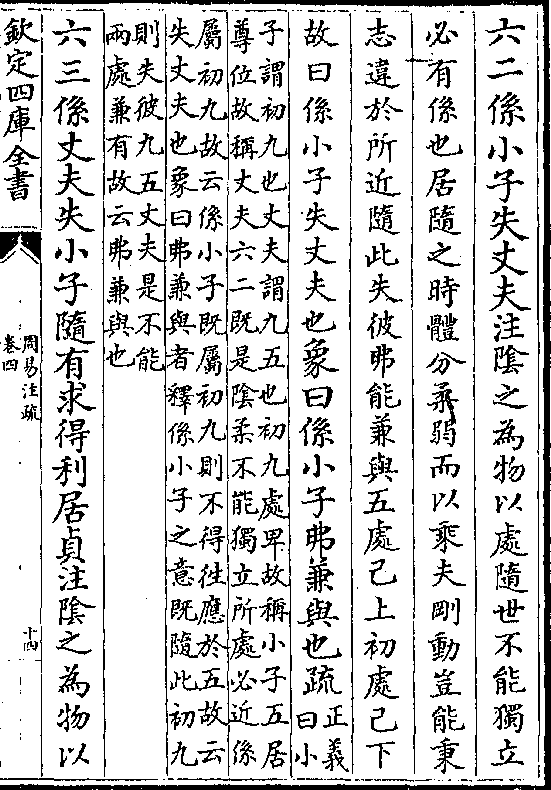 六二係小子失丈夫注隂之為物以處隨世不能獨立
必有係也居隨之時體分柔弱而以乘夫剛動豈能秉
志違於所近隨此失彼弗能兼與五處己上初處己下
故曰係小子失丈夫也象曰係小子弗兼與也疏正義
曰小
子謂初九也丈夫謂九五也初九處卑故稱小子五居
尊位故稱丈夫六二既是隂柔不能獨立所處必近係
屬初九故云係小子既屬初九則不得徃應於五故云
失丈夫也象曰弗兼與者釋係小子之意既隨此初九
則失彼九五丈夫是不能
兩處兼有故云弗兼與也
六三係丈夫失小子隨有求得利居貞注隂之為物以
欽定四庫全書
周易注疏
卷四
十四